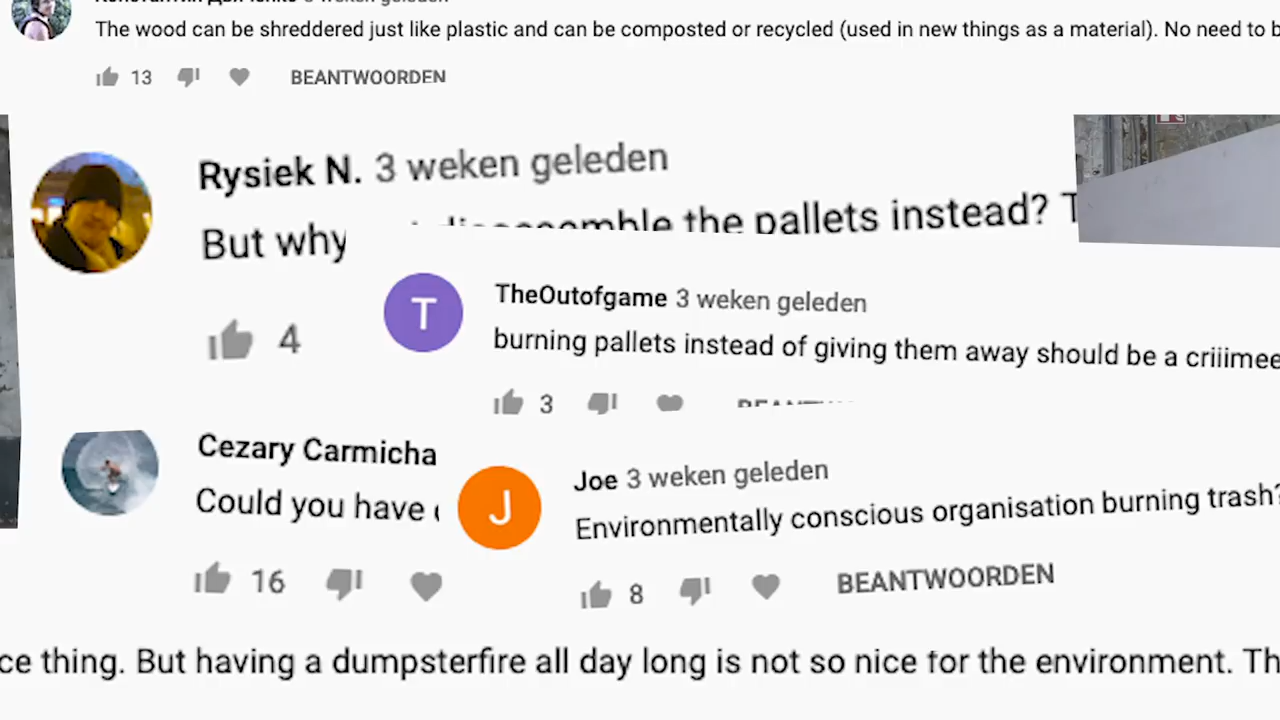 The wood can be shreddered just like plastic and can be composted or recycled (used in new things as a material). No need to b
13 BEANTWOORDEN
Rysiek N. 3 weken geleden
But why the pallets instead? T
4
TheOutofgame 3 weken geleden
burning pallets instead of giving them away should be a criiimee
3
Cezary Carmicha
Could you have
16
Joe 3 weken geleden
Environmentally conscious organisation burning trash?
8 BEANTWOORDEN
ce thing. But having a dumpsterfire all day long is not so nice for the environment. Th